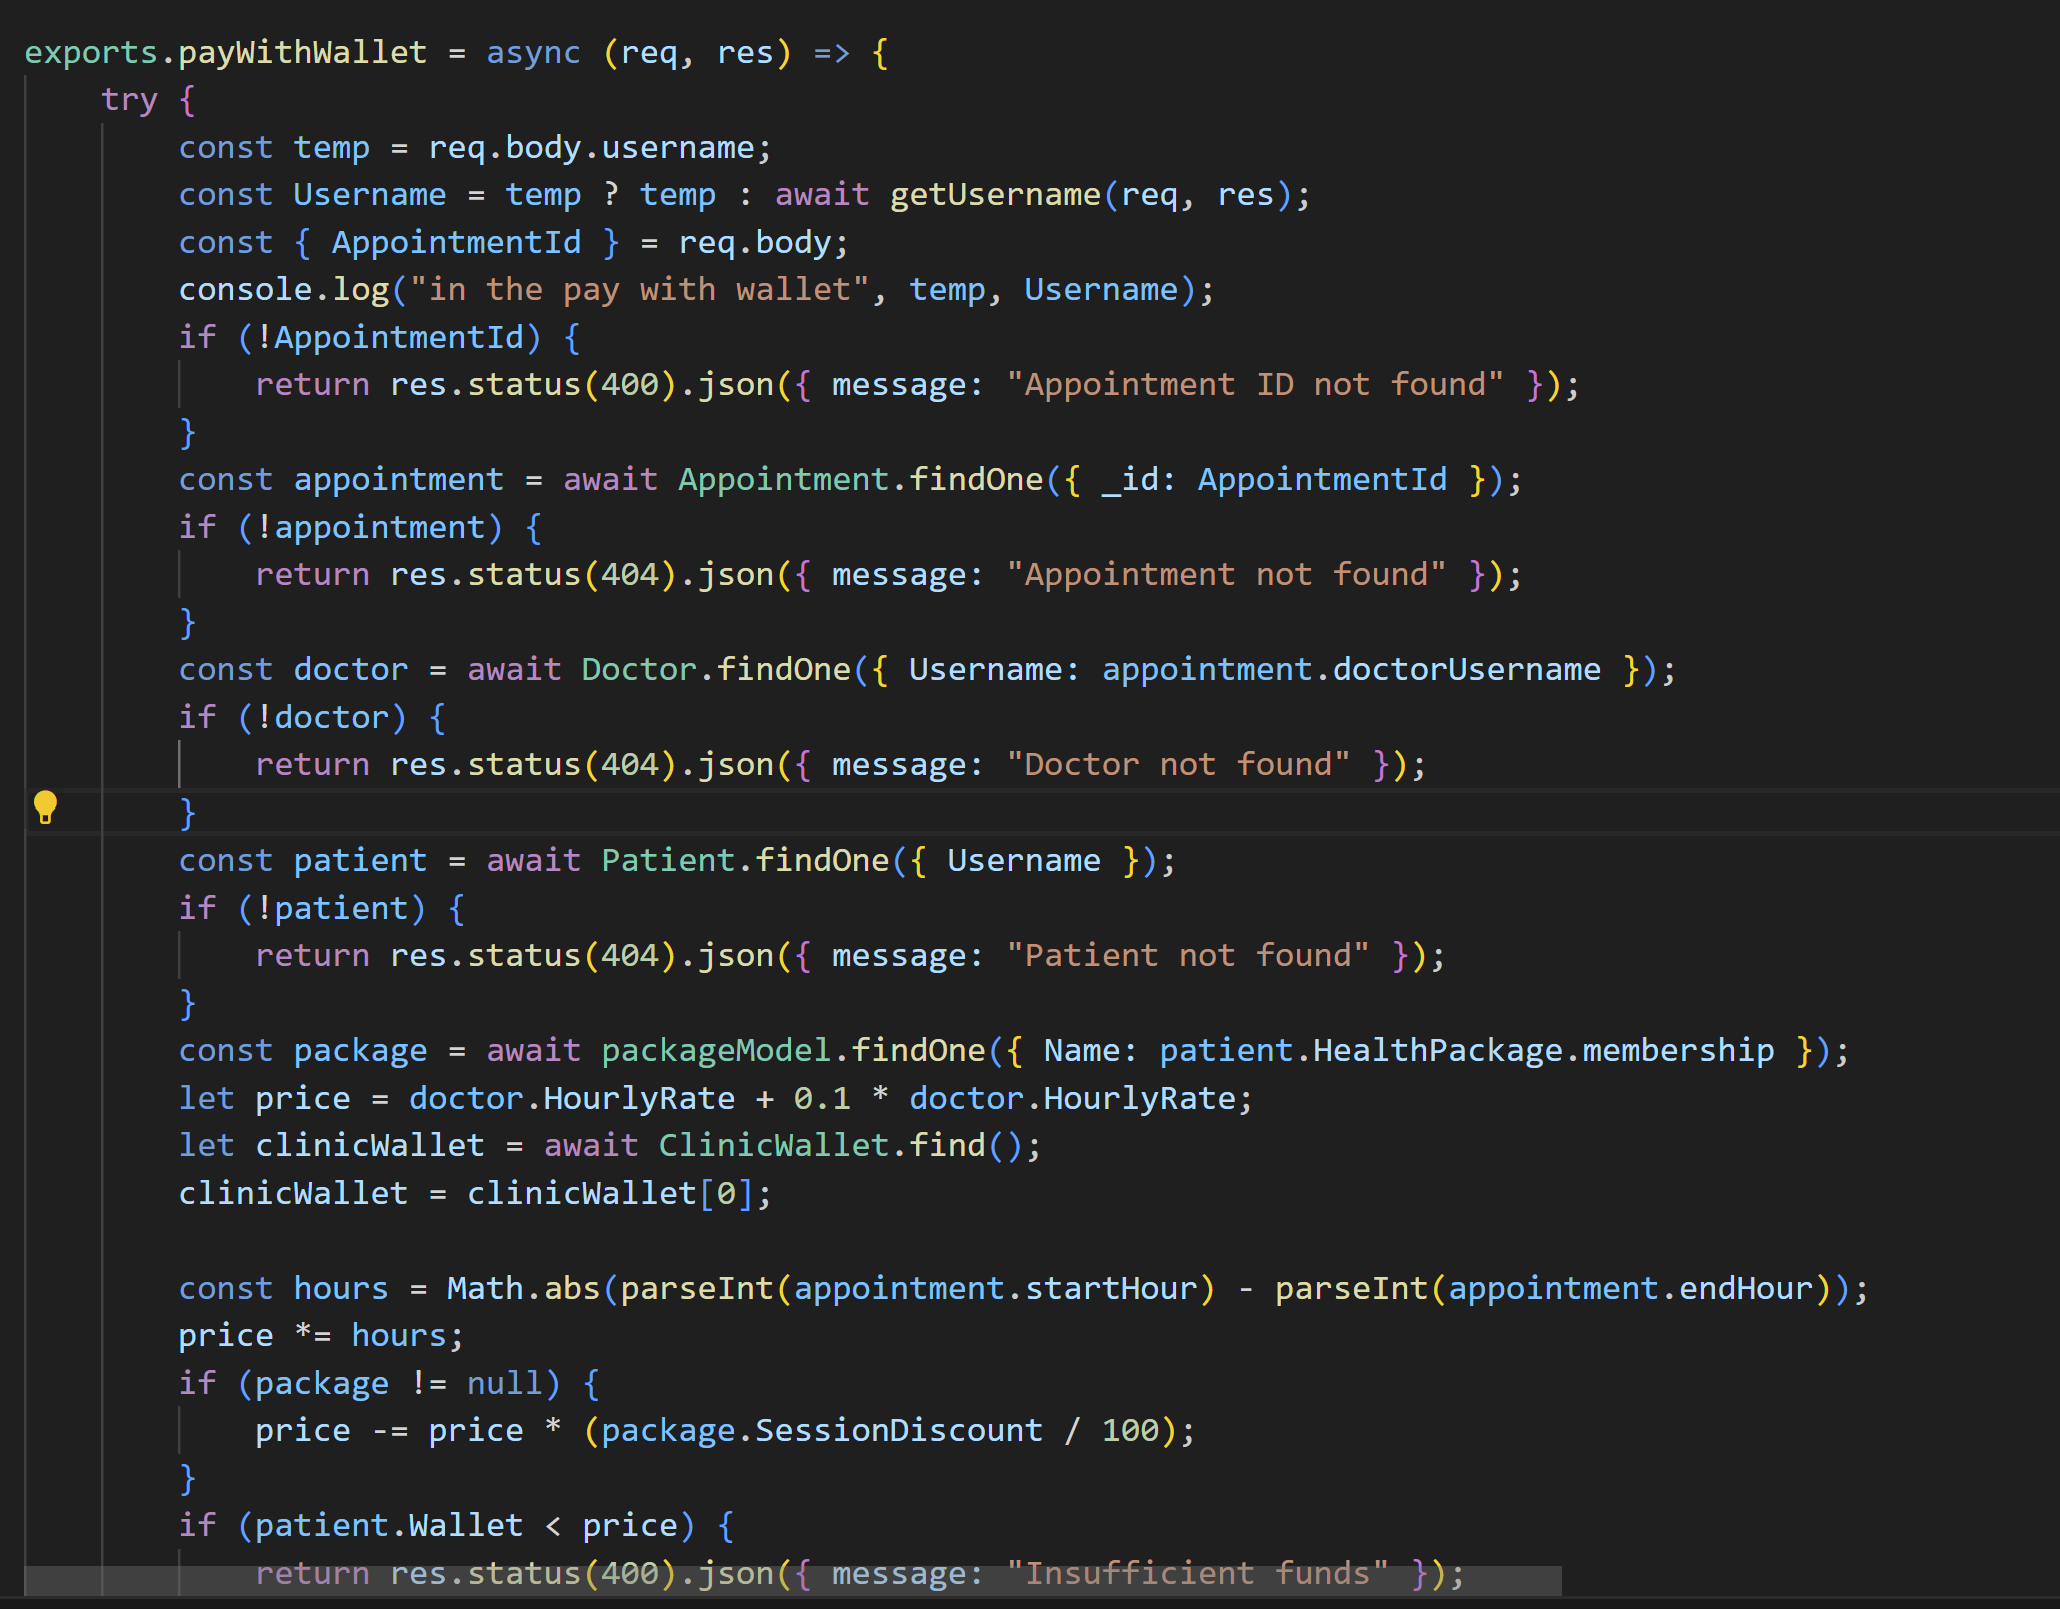 exports.payWithWallet = async (req, res) => {
    try {
        const temp = req.body.username;
        const Username = temp ? temp : await getUsername(req, res);
        const { AppointmentId } = req.body;
        console.log("in the pay with wallet", temp, Username);
        if (!AppointmentId) {
            return res.status(400).json({ message: "Appointment ID not found" });
        }
        const appointment = await Appointment.findOne({ _id: AppointmentId });
        if (!appointment) {
            return res.status(404).json({ message: "Appointment not found" });
        }
        const doctor = await Doctor.findOne({ Username: appointment.doctorUsername });
        if (!doctor) {
            return res.status(404).json({ message: "Doctor not found" });
        }
        const patient = await Patient.findOne({ Username });
        if (!patient) {
            return res.status(404).json({ message: "Patient not found" });
        }
        const package = await packageModel.findOne({ Name: patient.HealthPackage.membership });
        let price = doctor.HourlyRate + 0.1 * doctor.HourlyRate;
        let clinicWallet = await ClinicWallet.find();
        clinicWallet = clinicWallet[0];

        const hours = Math.abs(parseInt(appointment.startHour) - parseInt(appointment.endHour));
        price *= hours;
        if (package != null) {
            price -= price * (package.SessionDiscount / 100);
        }
        if (patient.Wallet < price) {
            return res.status(400).json({ message: "Insufficient funds" });